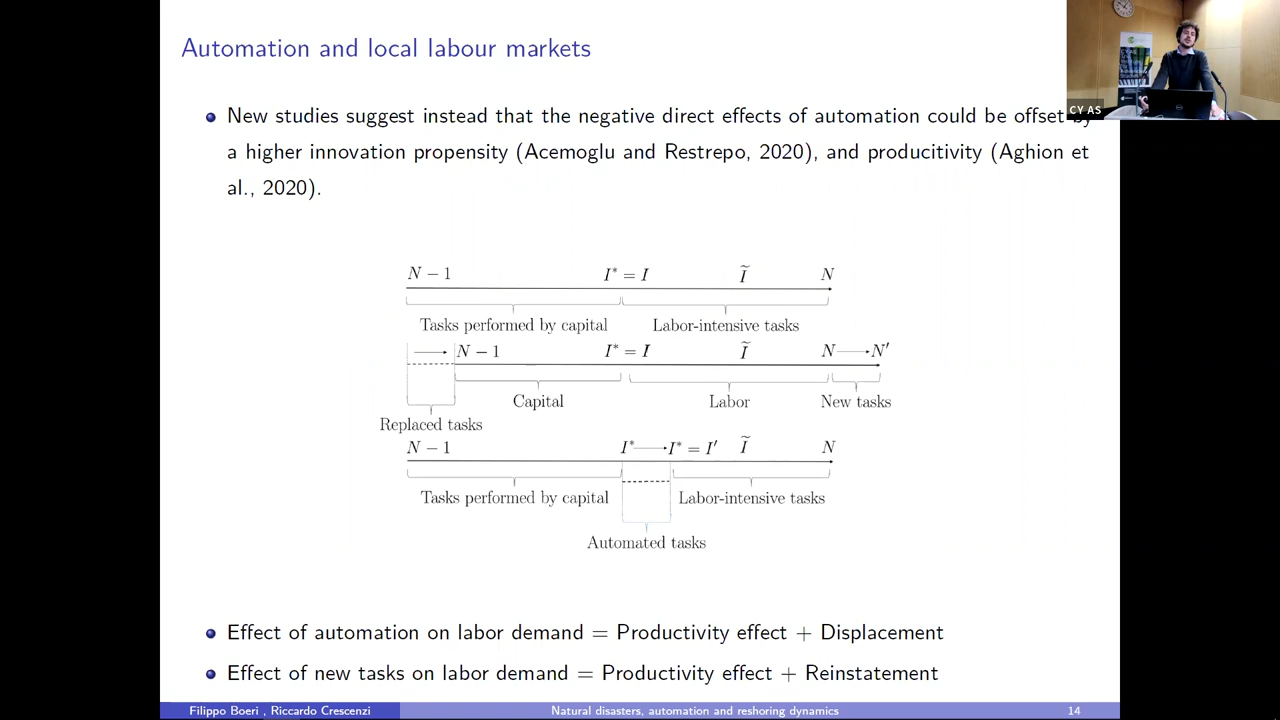 Automation and local labour markets
CY AS
New studies suggest instead that the negative direct effects of automation could be offset by
a higher innovation propensity (Acemoglu and Restrepo, 2020), and producitivity (Aghion et
al., 2020).
N − 1 I* = I Ĩ N
Tasks performed by capital Labor-intensive tasks
N − 1 I* = I Ĩ N N′
Capital Labor New tasks
Replaced tasks
N − 1 I* I* = I′ Ĩ N
Tasks performed by capital Labor-intensive tasks
Automated tasks
Effect of automation on labor demand = Productivity effect + Displacement
Effect of new tasks on labor demand = Productivity effect + Reinstatement
Filippo Boeri , Riccardo Crescenzi Natural disasters, automation and reshoring dynamics 14